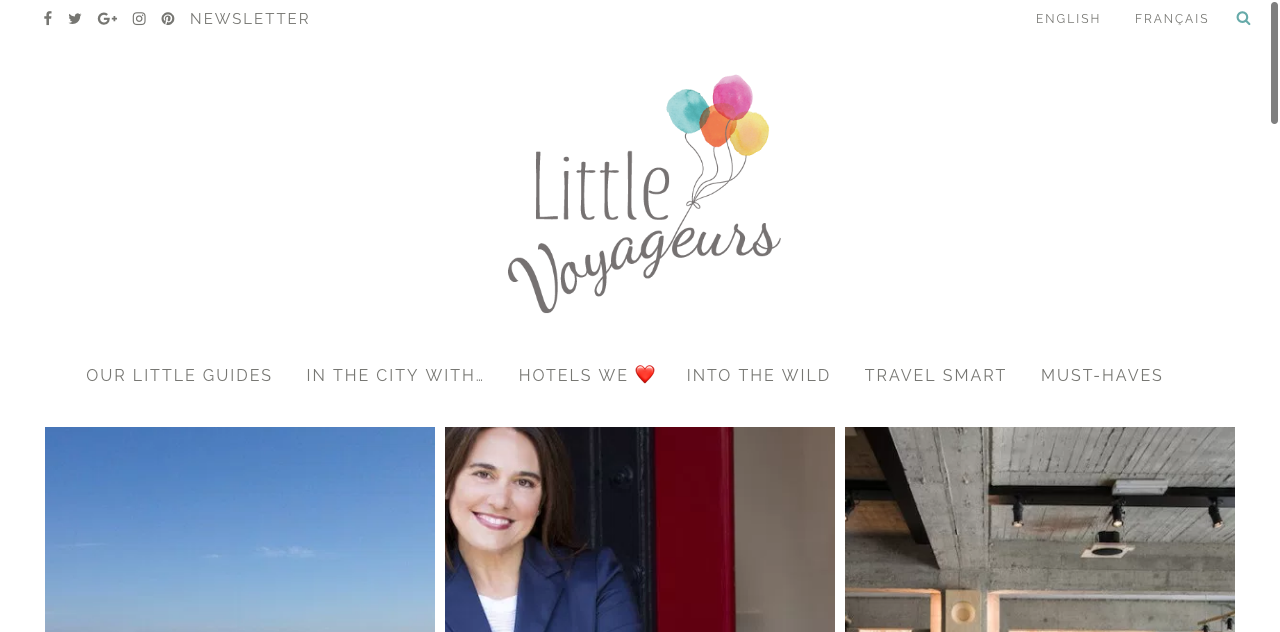 NEWSLETTER
ENGLISH FRANÇAIS
Little
Voyageurs
OUR LITTLE GUIDES IN THE CITY WITH… HOTELS WE ❤️ INTO THE WILD TRAVEL SMART MUST-HAVES